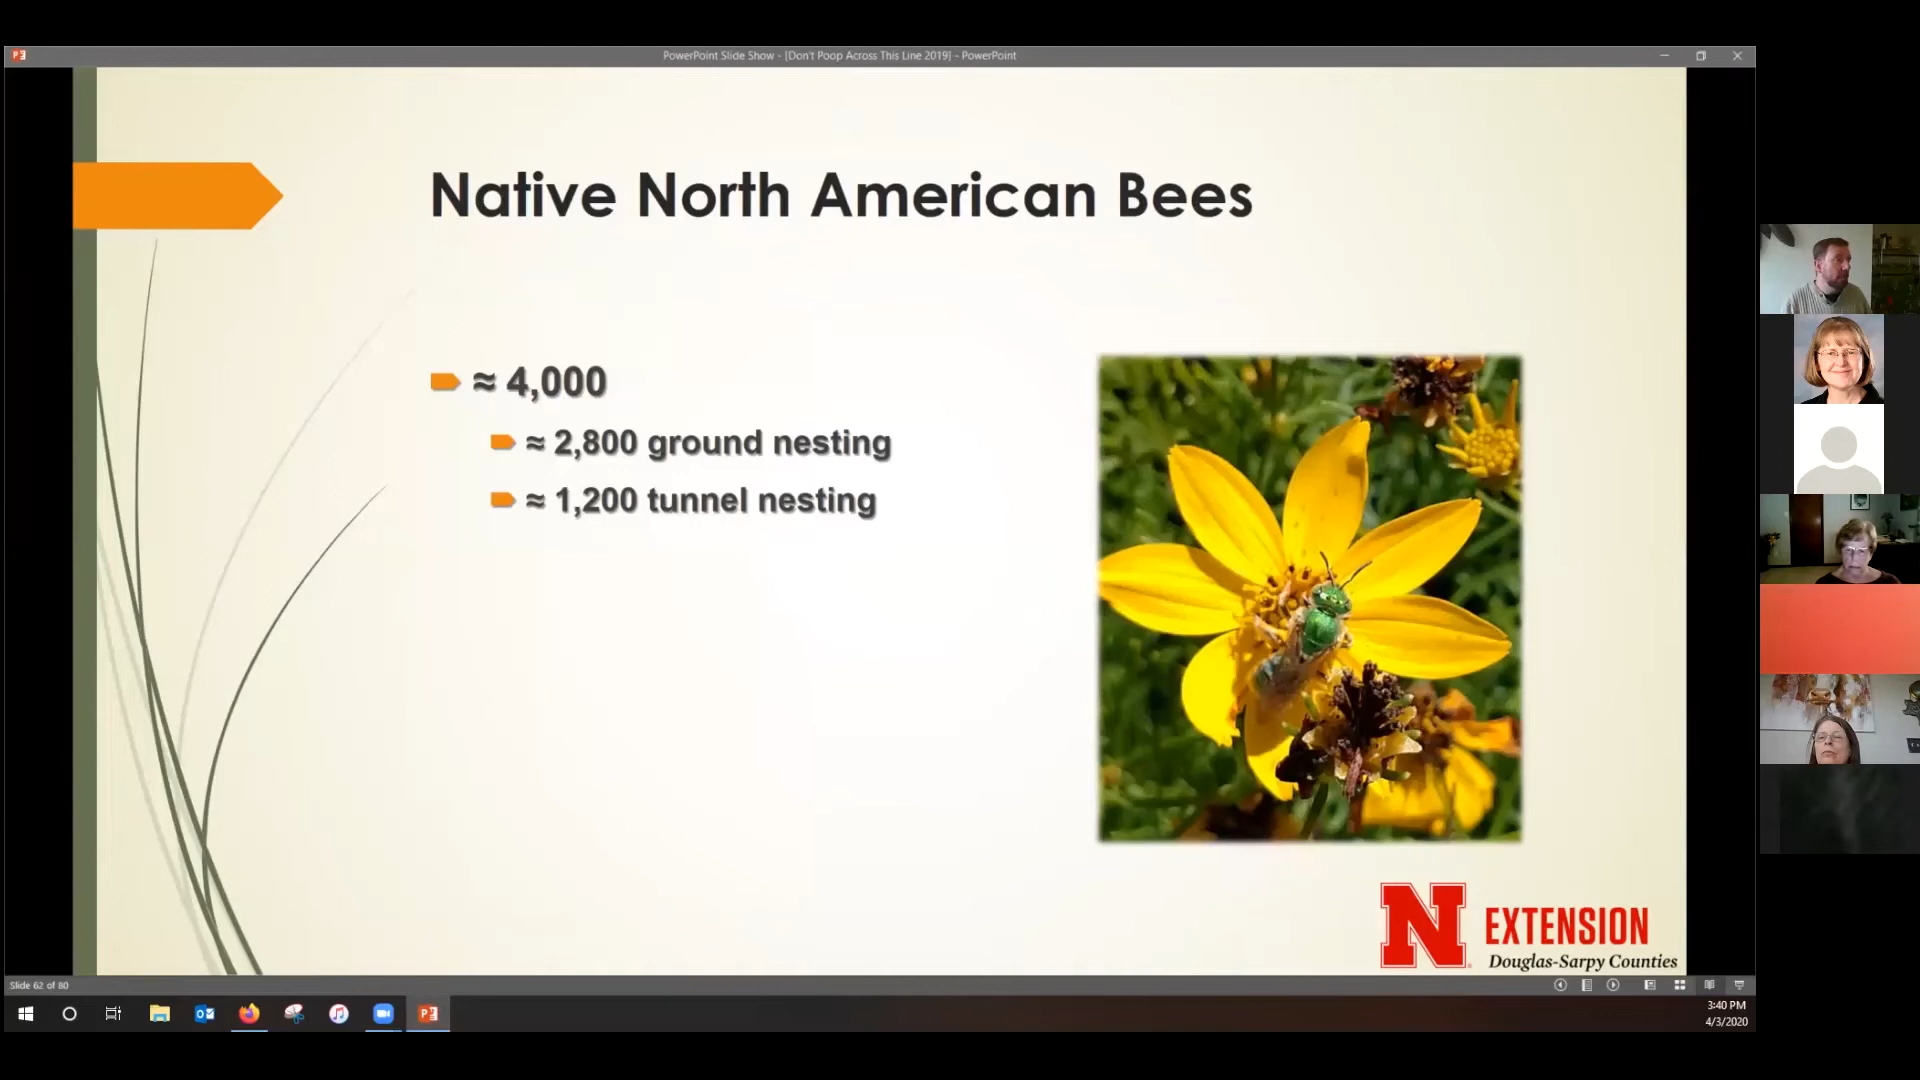 PowerPoint Slide Show - [Don't Poop Across This Line 2019] - PowerPoint
Native North American Bees
≈ 4,000
≈ 2,800 ground nesting
≈ 1,200 tunnel nesting
N EXTENSION
Douglas-Sarpy Counties
Slide 62 of 80
3:40 PM
4/3/2020